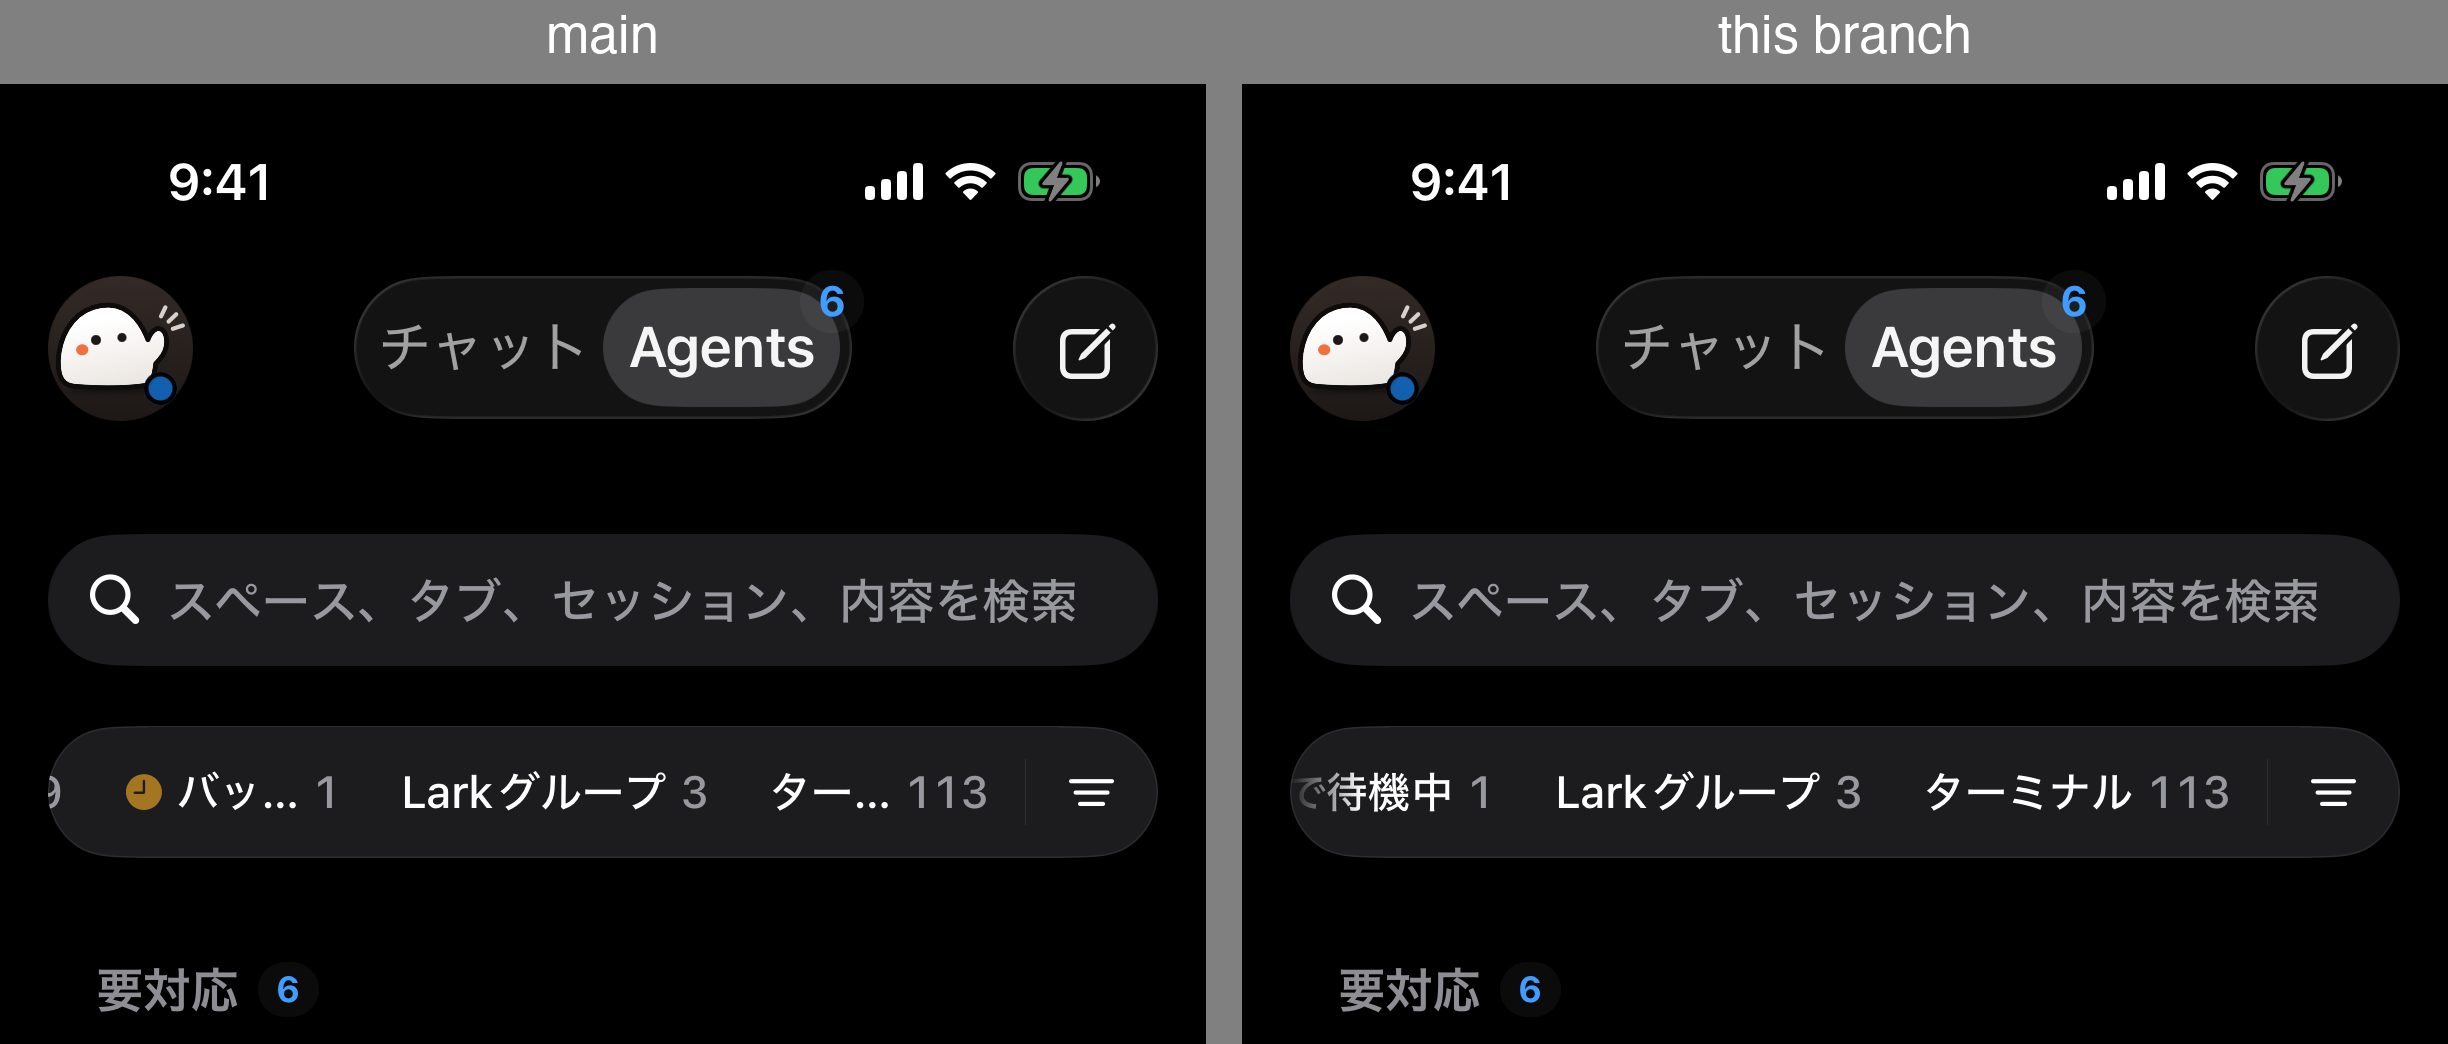 main
this branch
9:41
9:41
チャット Agents 6
チャット Agents 6
スペース、タブ、セッション、内容を検索
スペース、タブ、セッション、内容を検索
バッ... 1 Larkグループ 3 ター... 113
で待機中 1 Larkグループ 3 ターミナル 113
要対応 6
要対応 6